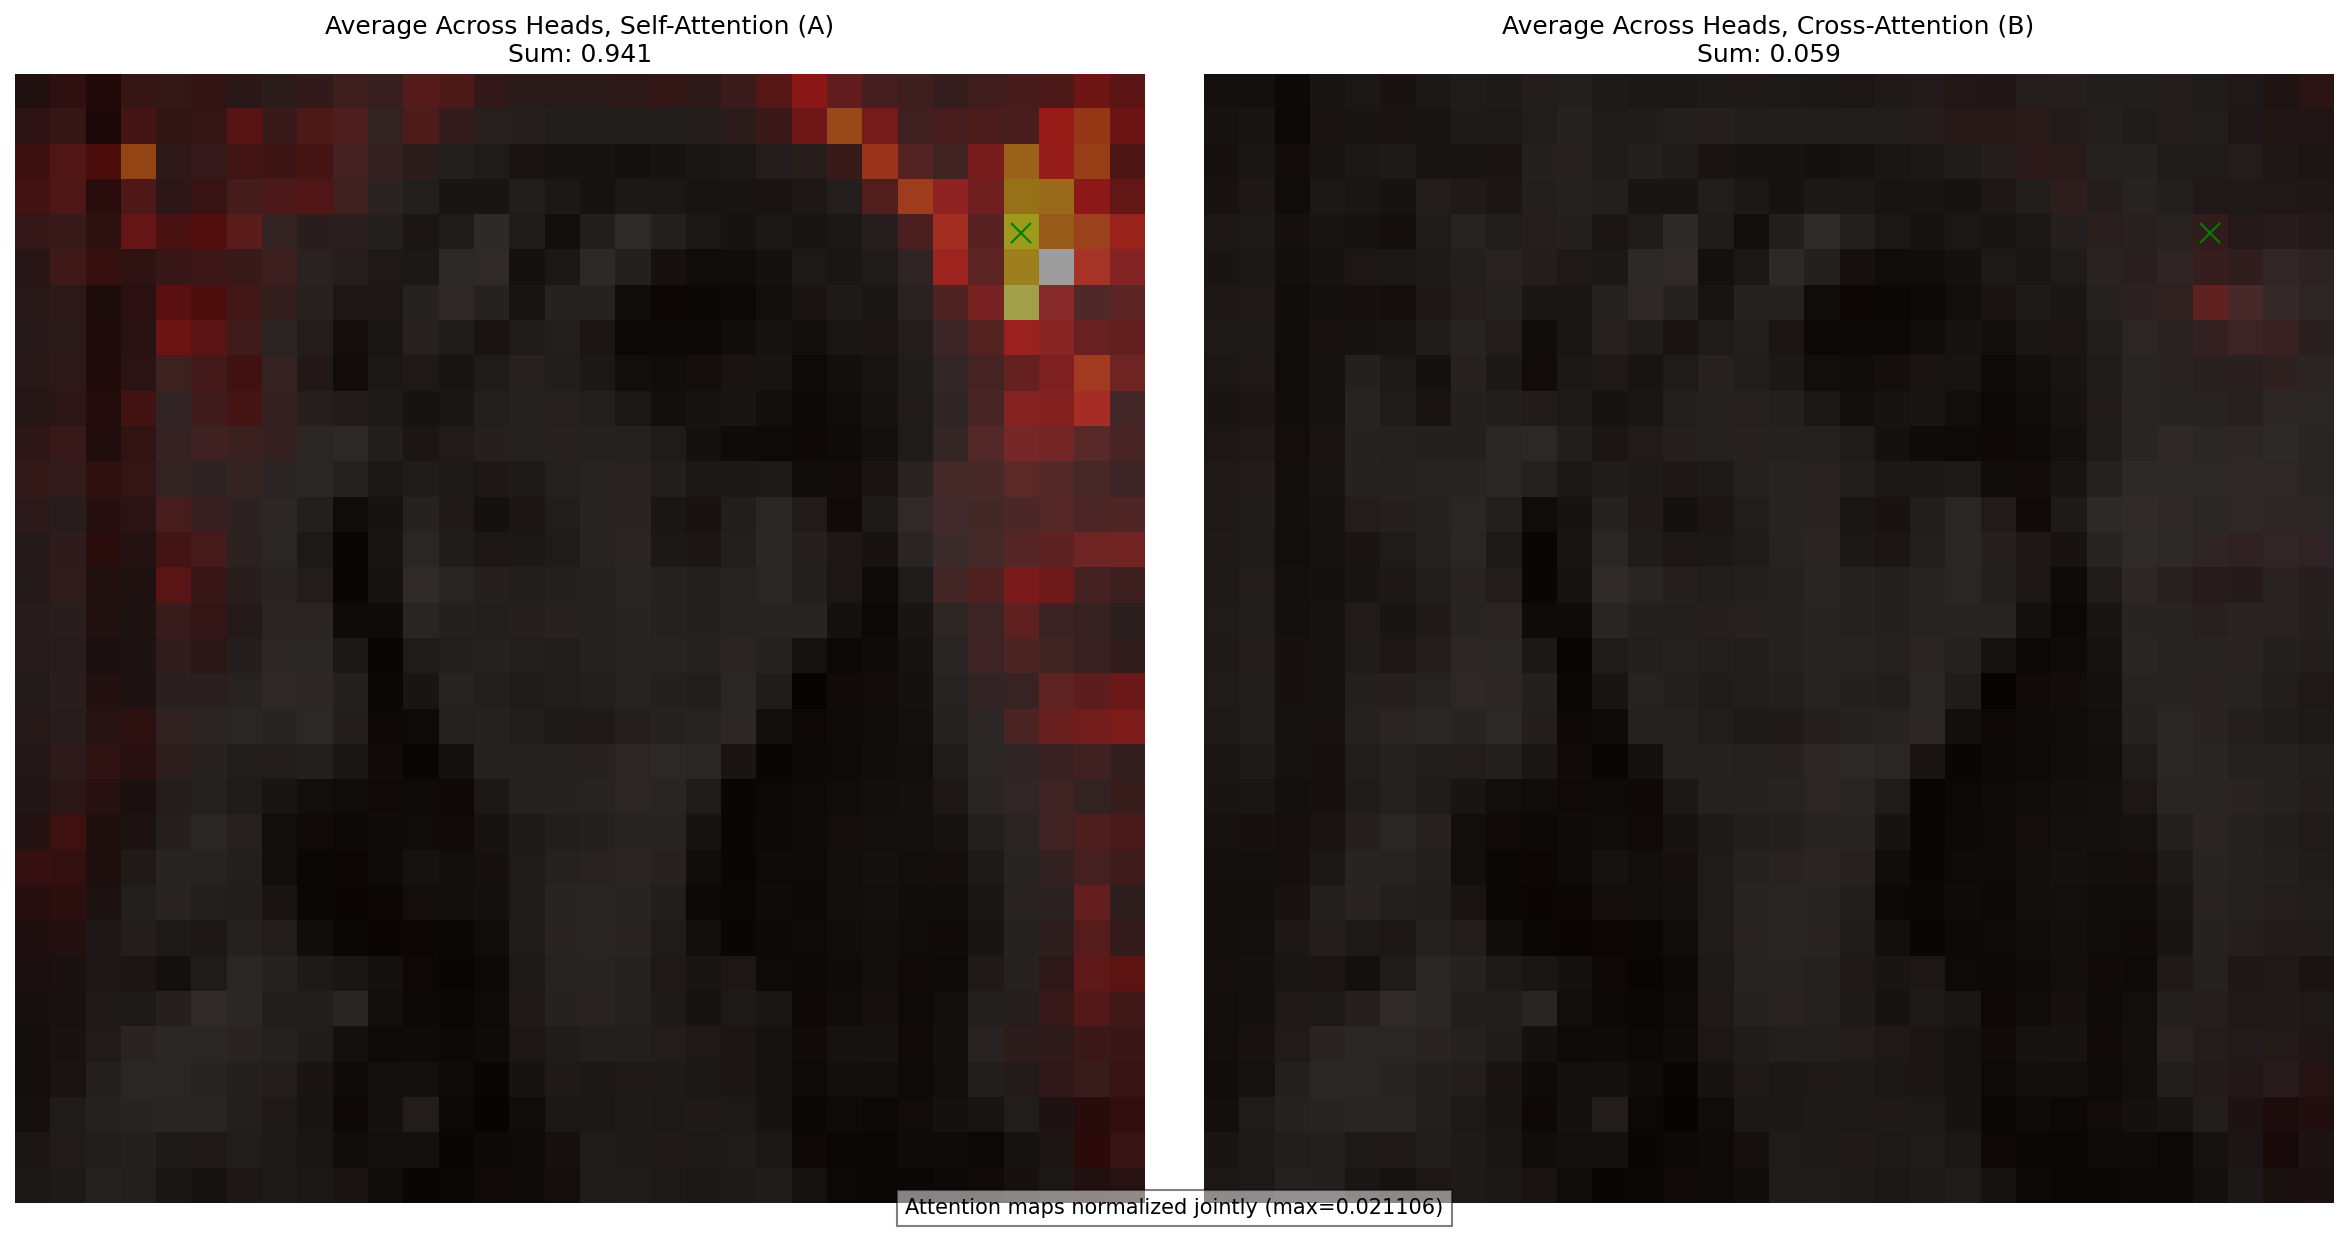 Average Across Heads, Self-Attention (A)
Sum: 0.941
Average Across Heads, Cross-Attention (B)
Sum: 0.059
Attention maps normalized jointly (max=0.021106)